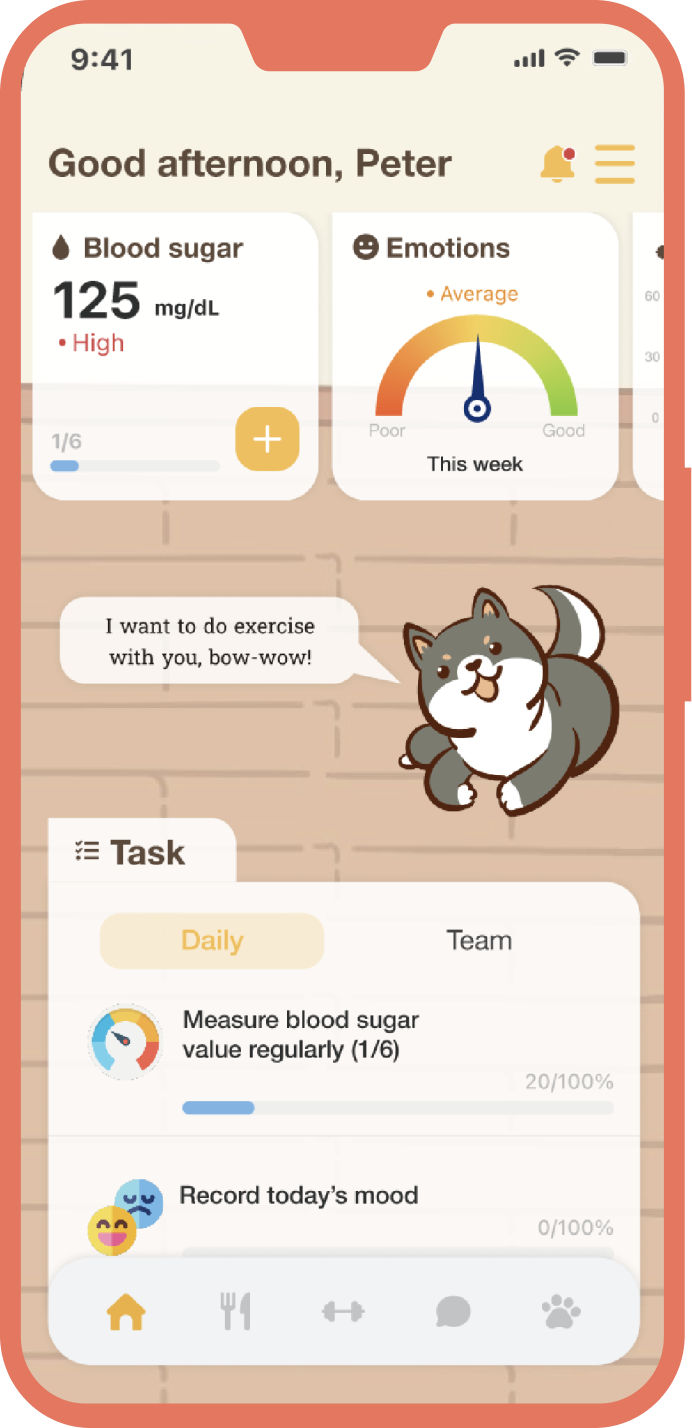 9:41
Good afternoon, Peter
Blood sugar
125 mg/dL
• High
1/6
Emotions
• Average
Poor
Good
This week
60
30
0
I want to do exercise
with you, bow-wow!
Task
Daily
Team
Measure blood sugar
value regularly (1/6)
20/100%
Record today’s mood
0/100%